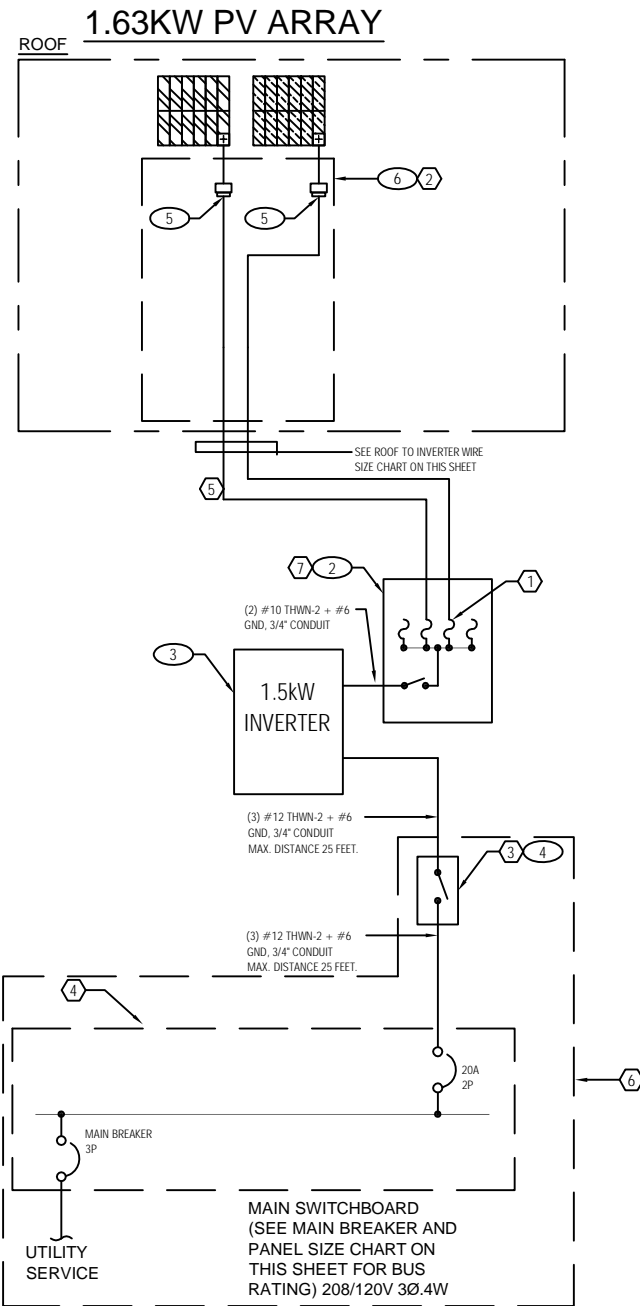 1.63KW PV ARRAY
ROOF
6
2
5
5
SEE ROOF TO INVERTER WIRE
SIZE CHART ON THIS SHEET
5
7
2
1
(2) #10 THWN-2 + #6
GND, 3/4" CONDUIT
3
1.5kW
INVERTER
(3) #12 THWN-2 + #6
GND, 3/4" CONDUIT
MAX. DISTANCE 25 FEET.
3
4
(3) #12 THWN-2 + #6
GND, 3/4" CONDUIT
MAX. DISTANCE 25 FEET.
4
20A
2P
6
MAIN BREAKER
3P
UTILITY
SERVICE
MAIN SWITCHBOARD
(SEE MAIN BREAKER AND
PANEL SIZE CHART ON
THIS SHEET FOR BUS
RATING) 208/120V 3Ø.4W